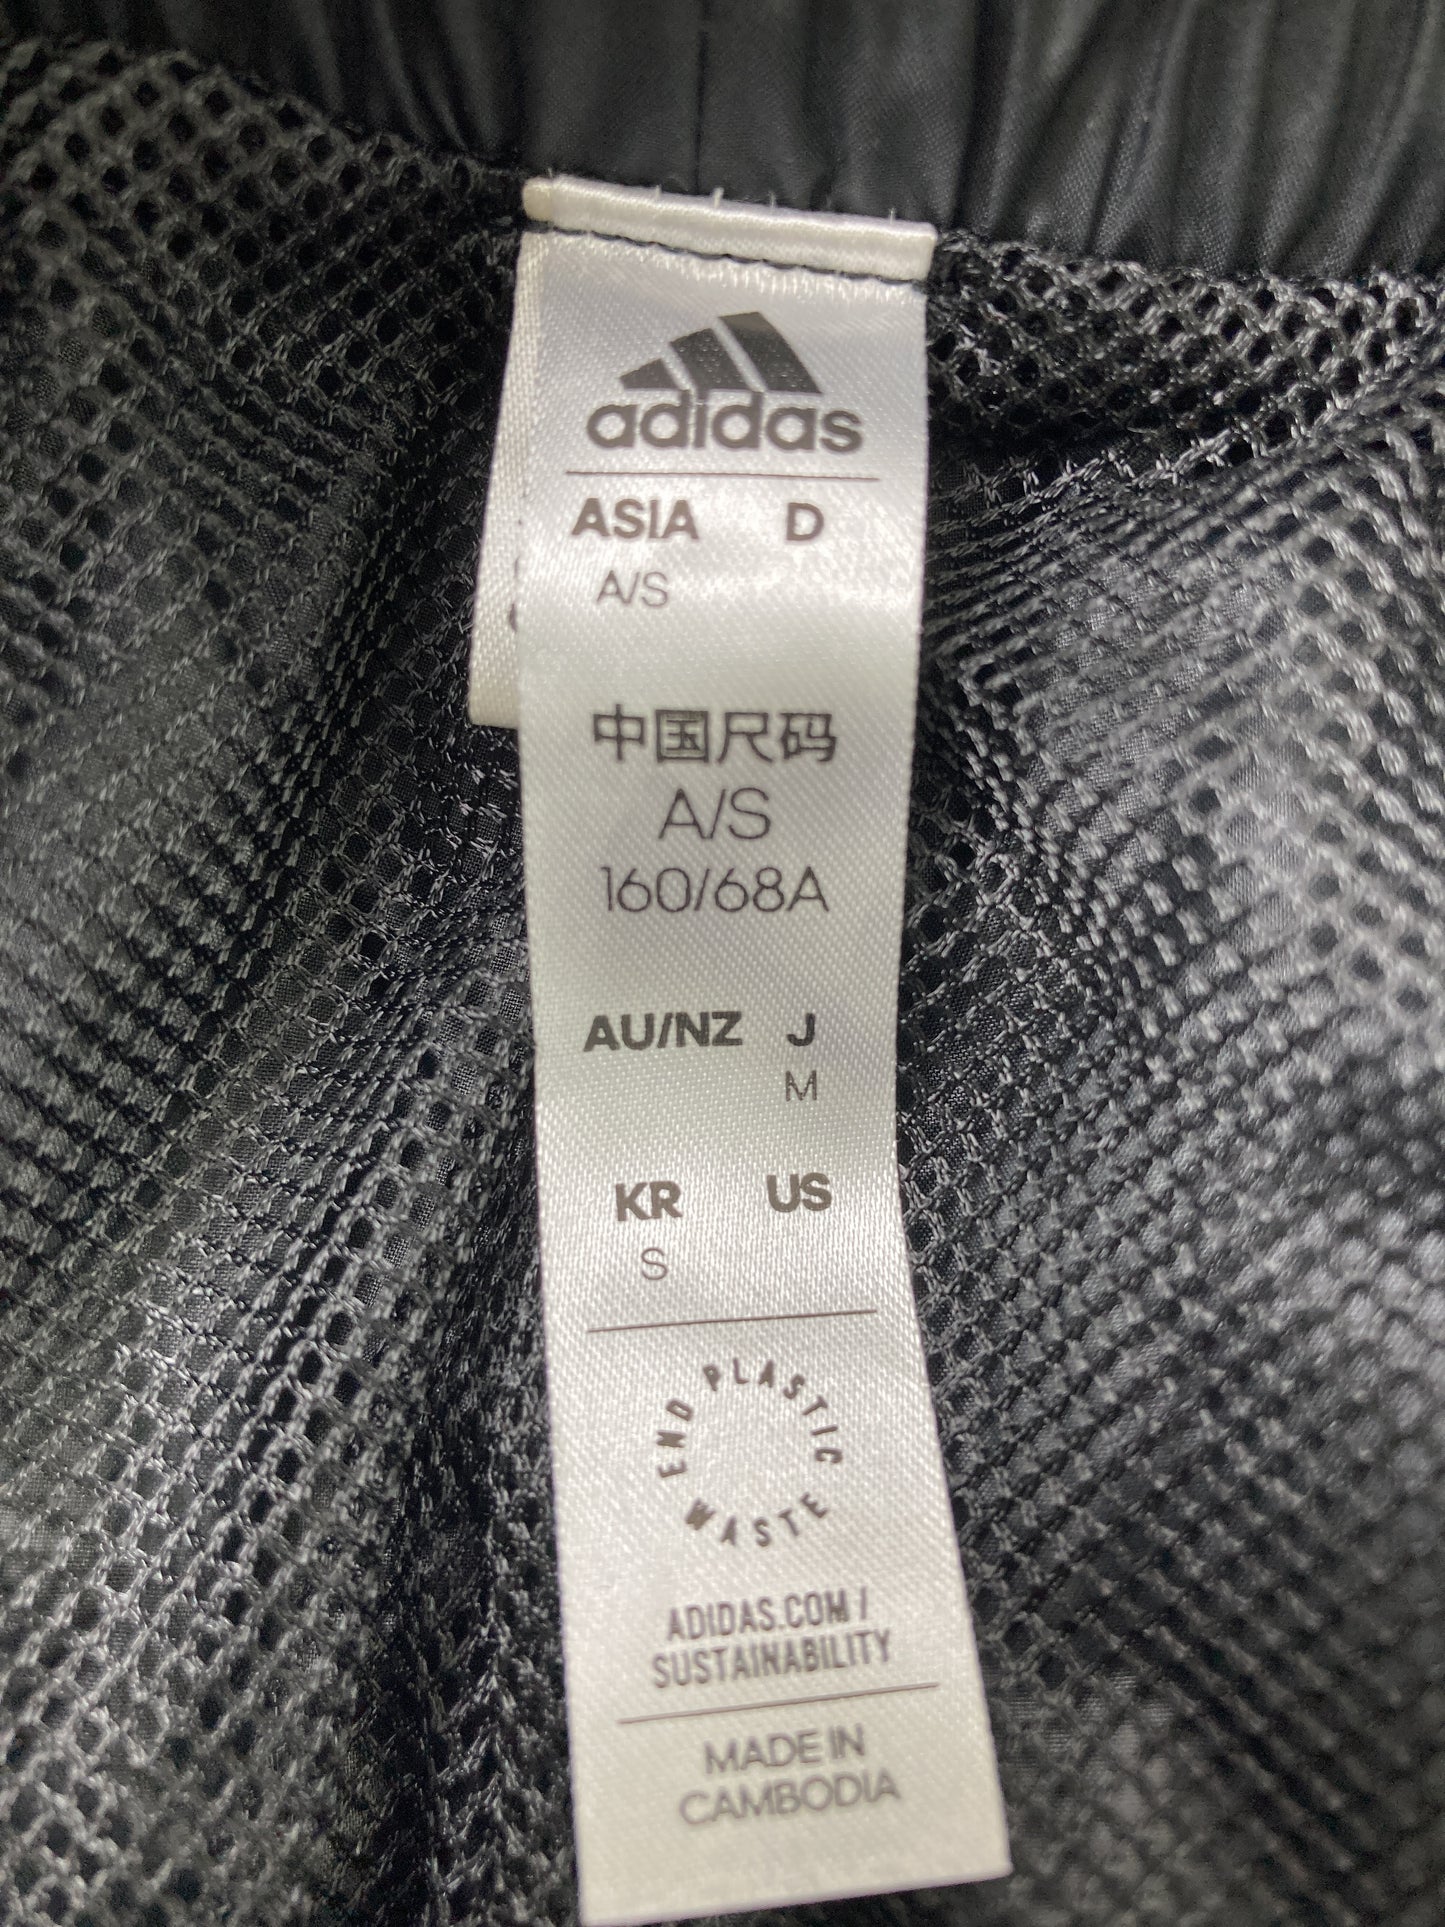 adidas
ASIA D
A/S
中国尺码
A/S
160/68A
AU/NZ J
M
KR US
S
END PLASTIC WASTE
ADIDAS.COM/
SUSTAINABILITY
MADE IN
CAMBODIA